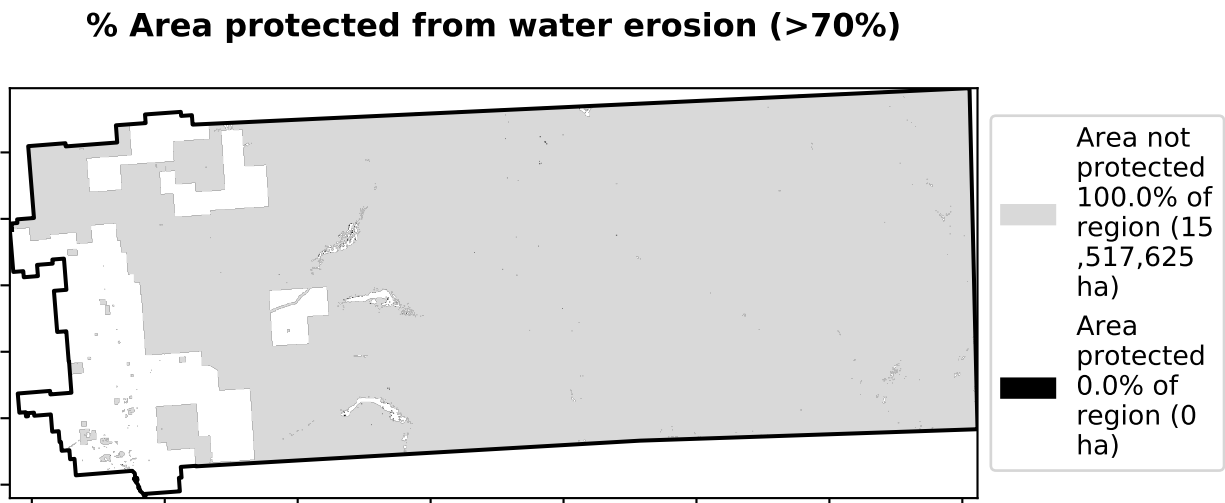 % Area protected from water erosion (>70%)
Area not
protected
100.0% of
region (15
,517,625
ha)
Area
protected
0.0% of
region (0
ha)